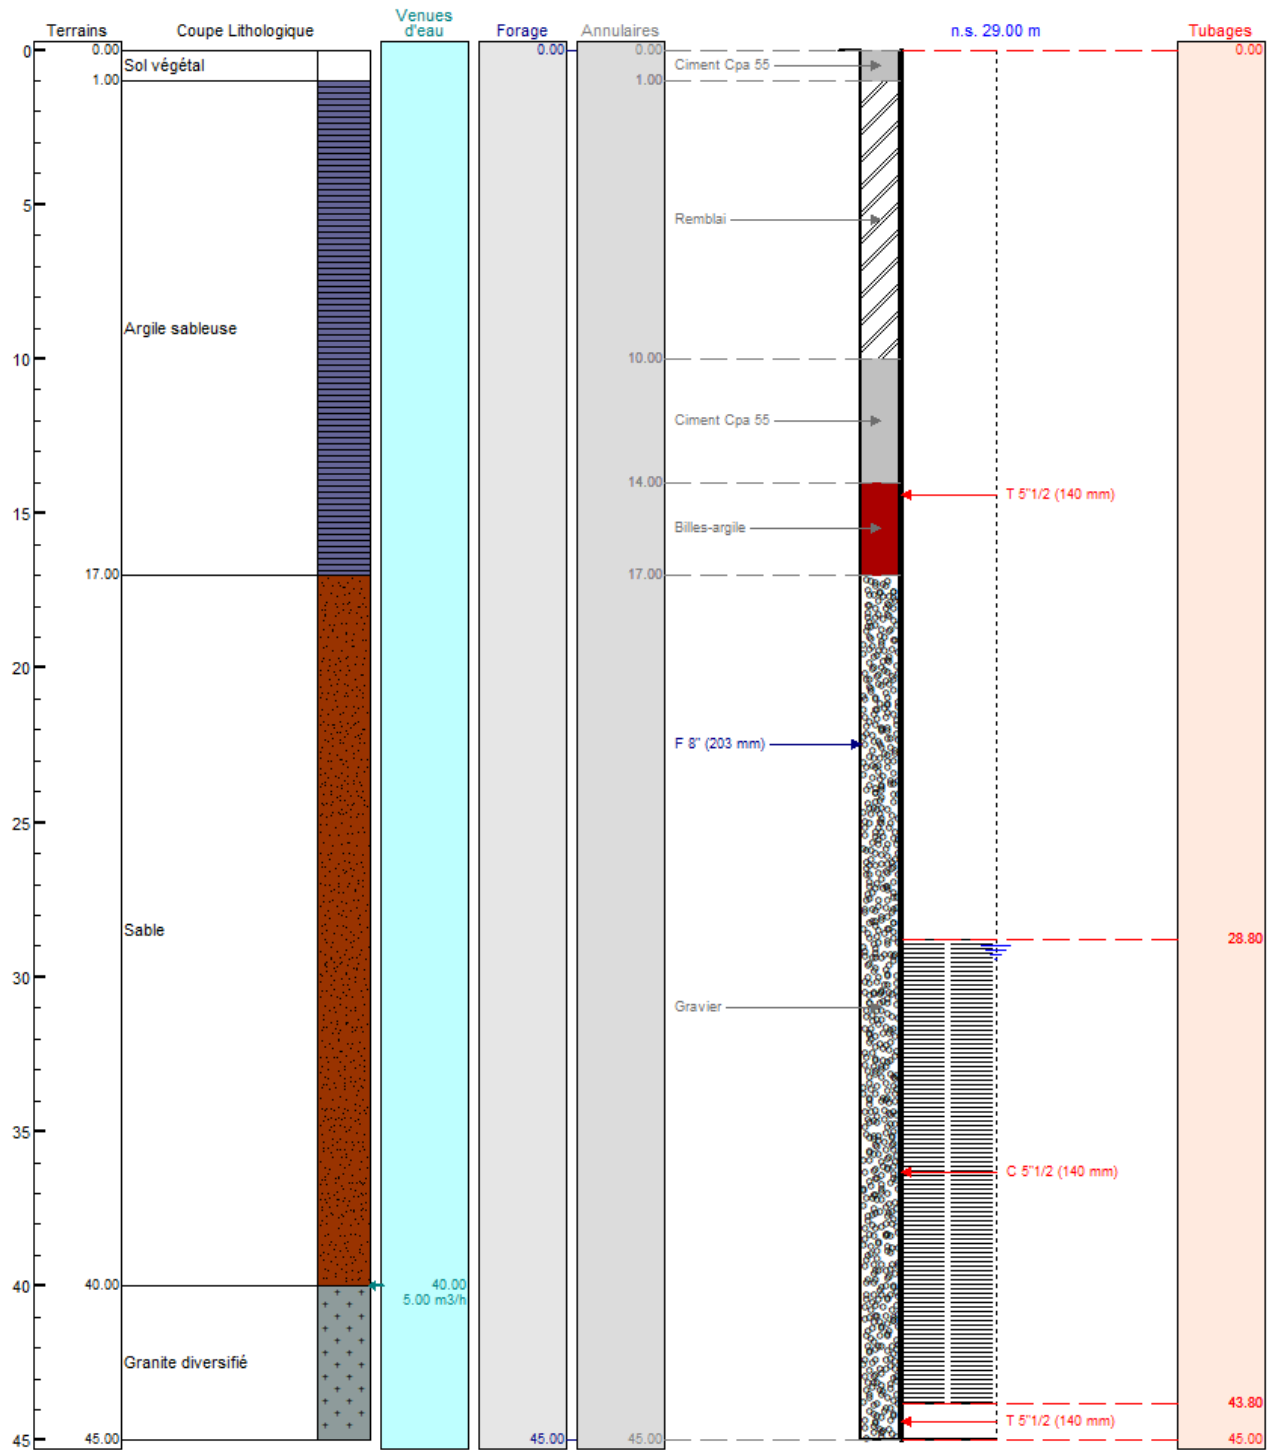 Terrains
Coupe Lithologique
Venues
d'eau
Forage
Annulaires
n.s. 29.00 m
Tubages
0
0.00
0.00
0.00
0.00
Sol végétal
Ciment Cpa 55
1.00
1.00
5
Remblai
Argile sableuse
10
10.00
Ciment Cpa 55
14.00
T 5"1/2 (140 mm)
15
Billes-argile
17.00
17.00
20
F 8" (203 mm)
25
Sable
28.80
30
Gravier
35
C 5"1/2 (140 mm)
40
40.00
40.00
5.00 m3/h
Granite diversifié
43.80
T 5"1/2 (140 mm)
45
45.00
45.00
45.00
45.00